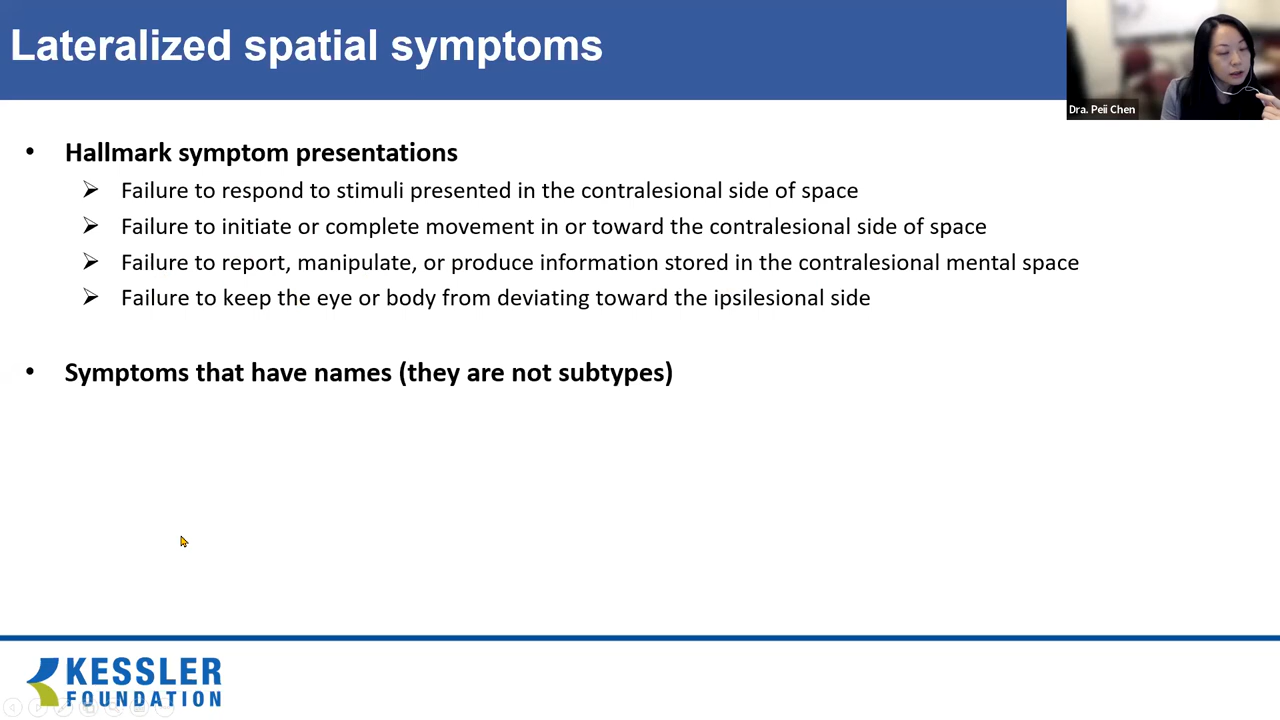 Lateralized spatial symptoms
Dra. Peii Chen
• Hallmark symptom presentations
➢ Failure to respond to stimuli presented in the contralesional side of space
➢ Failure to initiate or complete movement in or toward the contralesional side of space
➢ Failure to report, manipulate, or produce information stored in the contralesional mental space
➢ Failure to keep the eye or body from deviating toward the ipsilesional side
• Symptoms that have names (they are not subtypes)
KESSLER
FOUNDATION